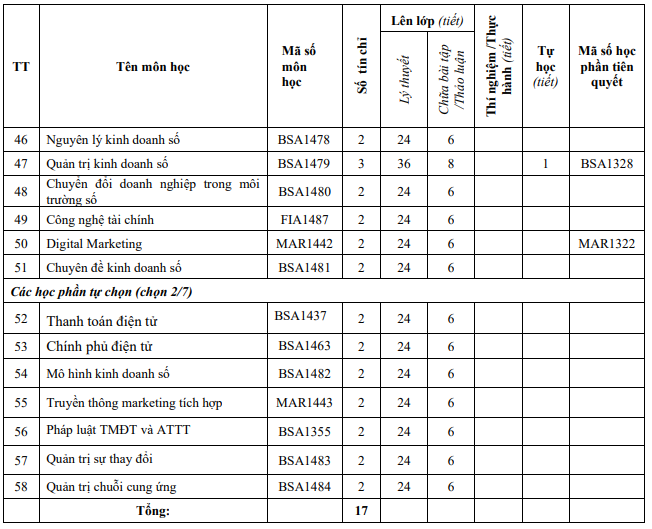 TT | Tên môn học | Mã số môn học | Số tín chỉ | Lên lớp (tiết) | Thí nghiệm /Thực hành (tiết) | Tự học (tiết) | Mã số học phần tiên quyết
Lý thuyết | Chữa bài tập /Thảo luận
46 | Nguyên lý kinh doanh số | BSA1478 | 2 | 24 | 6
47 | Quản trị kinh doanh số | BSA1479 | 3 | 36 | 8 | 1 | BSA1328
48 | Chuyển đổi doanh nghiệp trong môi trường số | BSA1480 | 2 | 24 | 6
49 | Công nghệ tài chính | FIA1487 | 2 | 24 | 6
50 | Digital Marketing | MAR1442 | 2 | 24 | 6 | MAR1322
51 | Chuyên đề kinh doanh số | BSA1481 | 2 | 24 | 6
Các học phần tự chọn (chọn 2/7)
52 | Thanh toán điện tử | BSA1437 | 2 | 24 | 6
53 | Chính phủ điện tử | BSA1463 | 2 | 24 | 6
54 | Mô hình kinh doanh số | BSA1482 | 2 | 24 | 6
55 | Truyền thông marketing tích hợp | MAR1443 | 2 | 24 | 6
56 | Pháp luật TMĐT và ATTT | BSA1355 | 2 | 24 | 6
57 | Quản trị sự thay đổi | BSA1483 | 2 | 24 | 6
58 | Quản trị chuỗi cung ứng | BSA1484 | 2 | 24 | 6
Tổng: | 17